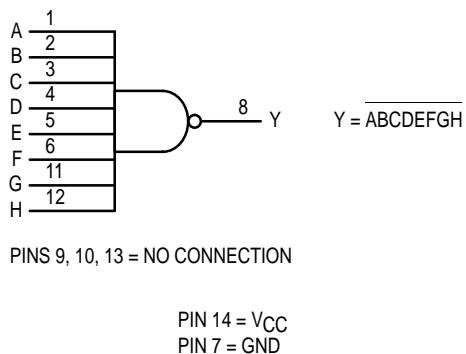 A 1
B 2
C 3
D 4
E 5
F 6
G 11
H 12
8 Y
Y = \overline{ABCDEFGH}
PINS 9, 10, 13 = NO CONNECTION
PIN 14 = VCC
PIN 7 = GND